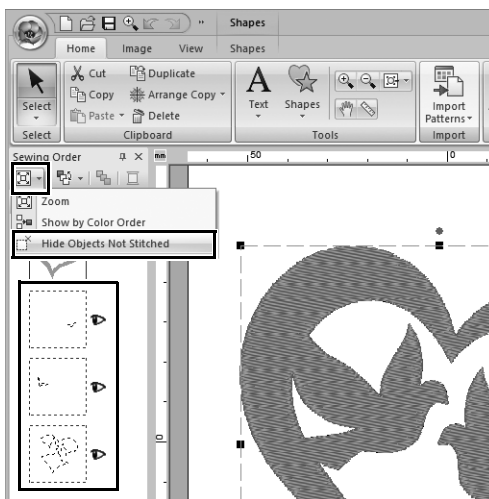 Shapes
Home Image View Shapes
Select
Cut
Copy
Paste
Duplicate
Arrange Copy
Delete
Text
Shapes
Import
Patterns
Select Clipboard Tools Import
Sewing Order
mm 50 0
Zoom
Show by Color Order
Hide Objects Not Stitched
0